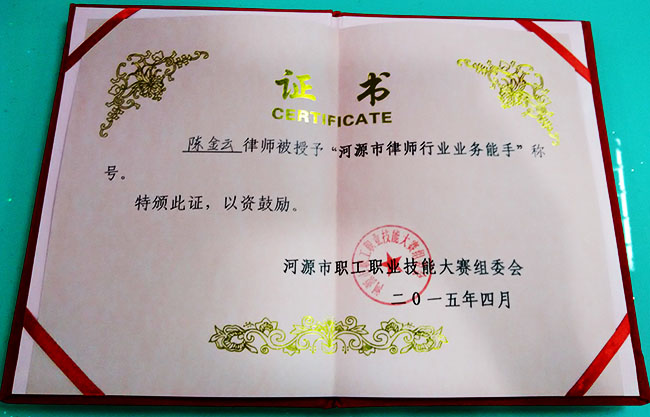 证书
CERTIFICATE
陈金云 律师被授予“河源市律师行业业务能手”称
号。
特颁此证，以资鼓励。
河源市职工职业技能大赛组委会
二0一五年四月